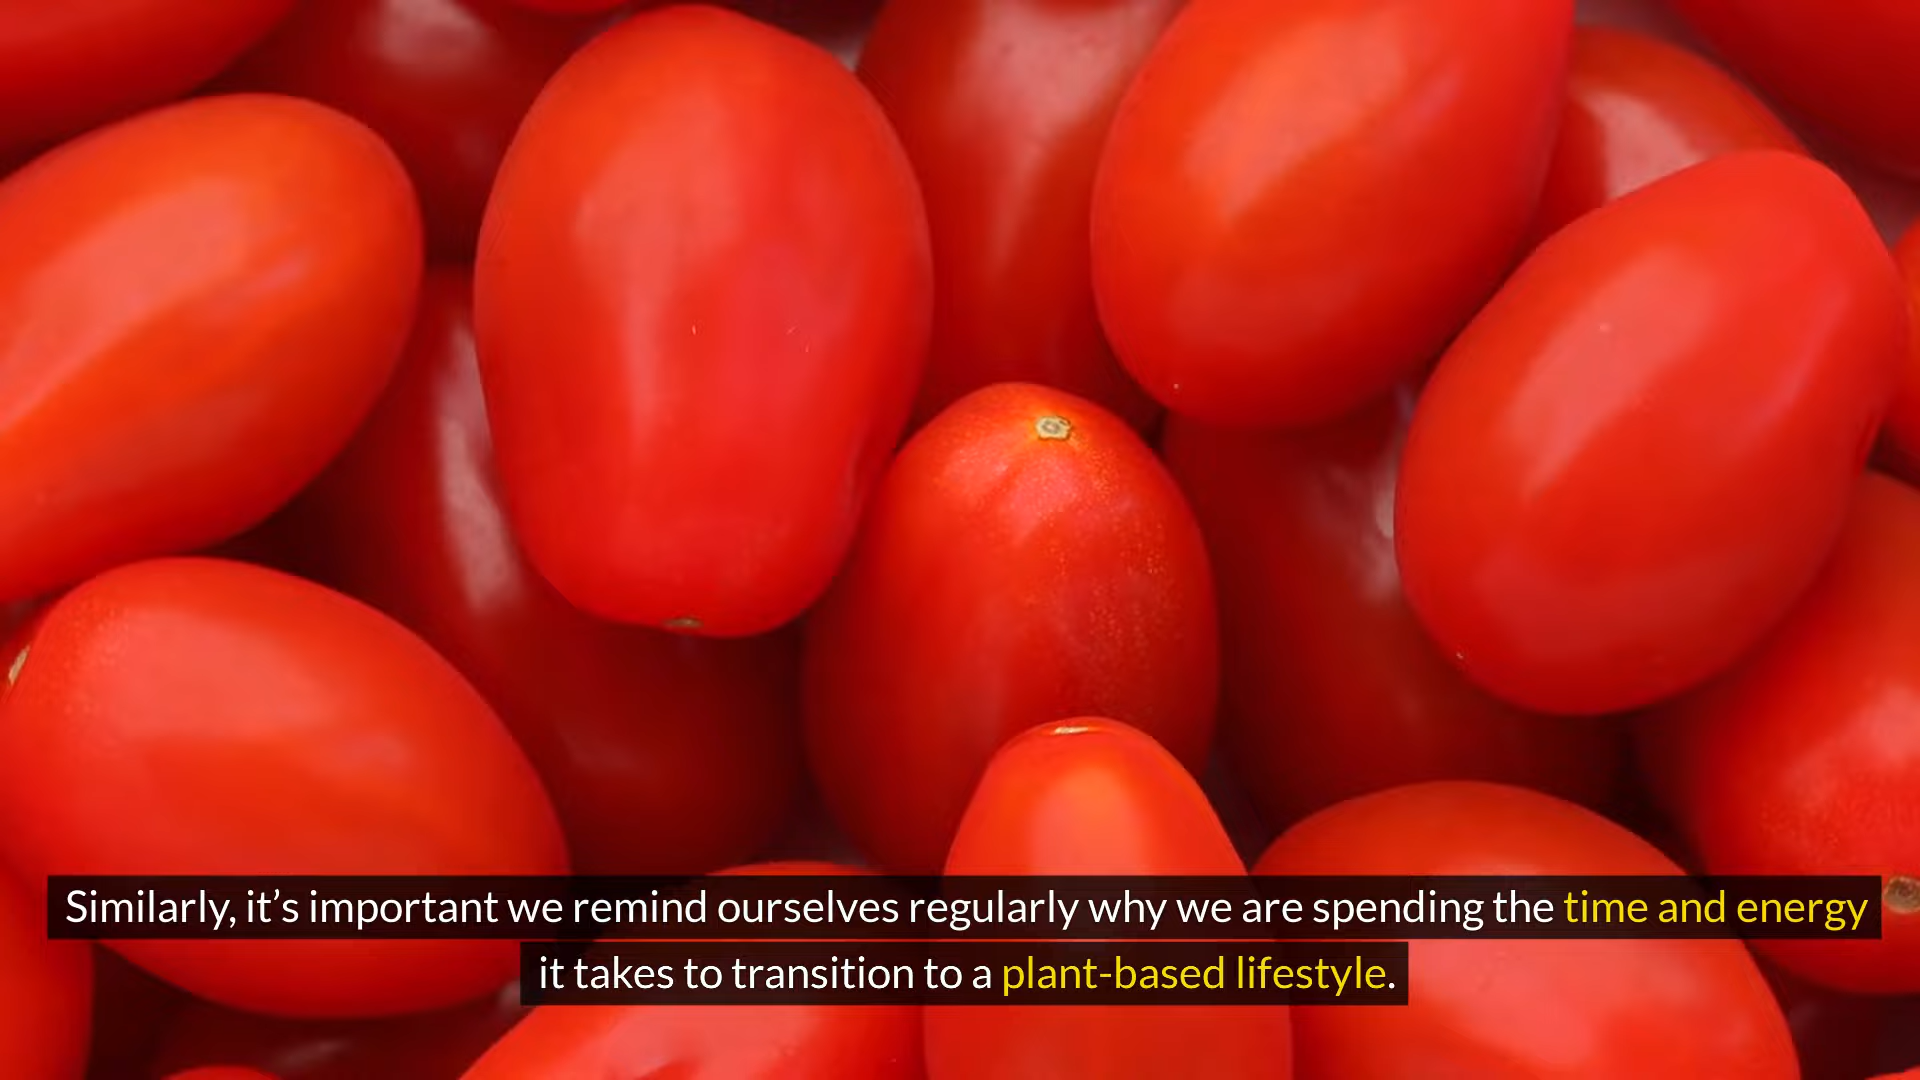 Similarly, it’s important we remind ourselves regularly why we are spending the time and energy
it takes to transition to a plant-based lifestyle.